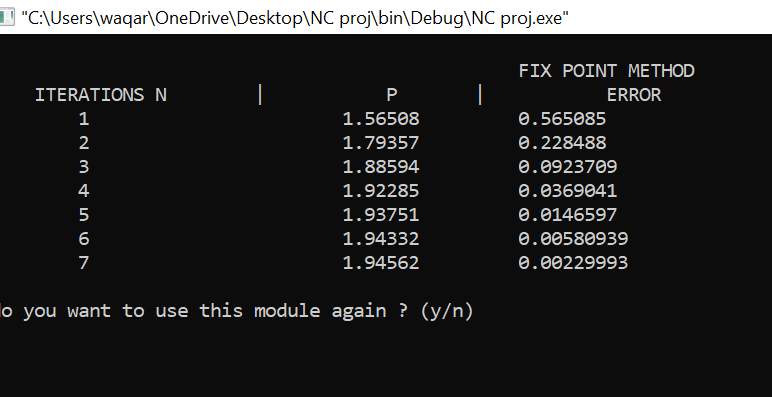 "C:\Users\waqar\OneDrive\Desktop\NC proj\bin\Debug\NC proj.exe"
FIX POINT METHOD
ITERATIONS N | P | ERROR
1 1.56508 0.565085
2 1.79357 0.228488
3 1.88594 0.0923709
4 1.92285 0.0369041
5 1.93751 0.0146597
6 1.94332 0.00580939
7 1.94562 0.00229993
do you want to use this module again ? (y/n)